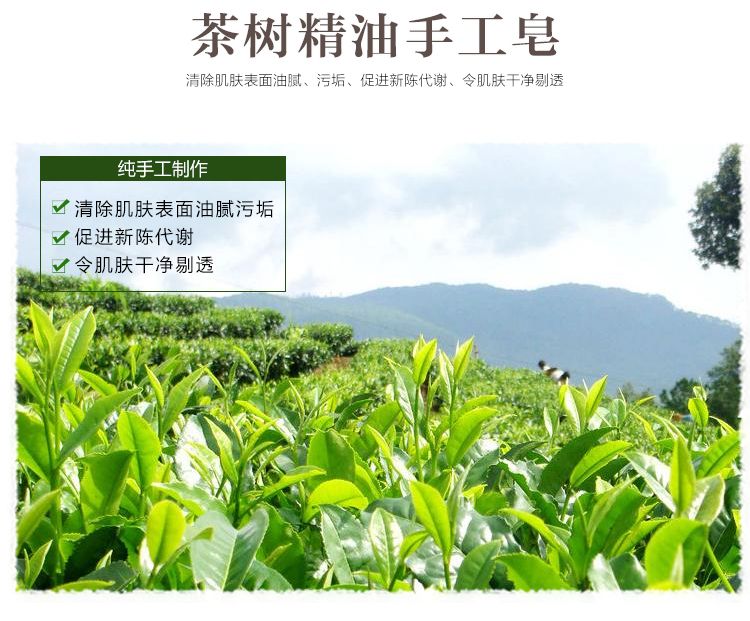 茶树精油手工皂
清除肌肤表面油腻、污垢、促进新陈代谢、令肌肤干净剔透
纯手工制作
清除肌肤表面油腻污垢
促进新陈代谢
令肌肤干净剔透